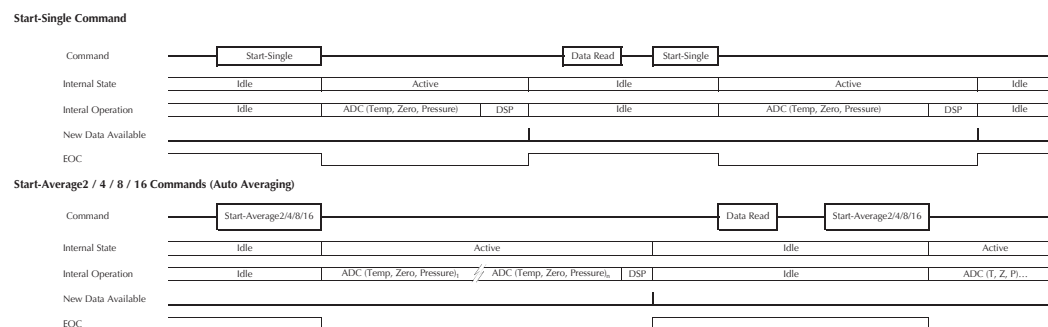 Start-Single Command
Command Start-Single Data Read Start-Single
Internal State Idle Active Idle Active Idle
Interal Operation Idle ADC (Temp, Zero, Pressure) DSP Idle ADC (Temp, Zero, Pressure) DSP Idle
New Data Available
EOC
Start-Average2 / 4 / 8 / 16 Commands (Auto Averaging)
Command Start-Average2/4/8/16 Data Read Start-Average2/4/8/16
Internal State Idle Active Idle Active
Interal Operation Idle ADC (Temp, Zero, Pressure)₁ ADC (Temp, Zero, Pressure)ₙ DSP Idle ADC (T, Z, P)...
New Data Available
EOC